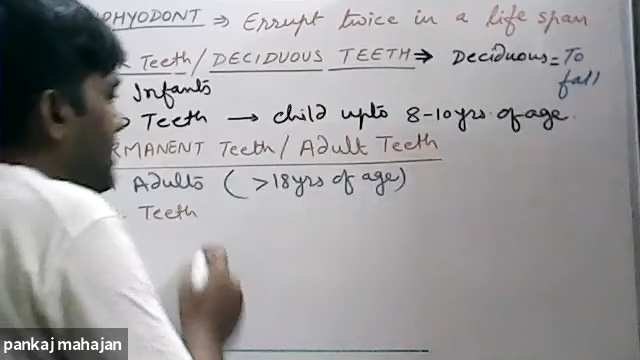 PHYODONT ⇒ Errupt twice in a life span
Teeth / DECIDUOUS TEETH ⇒ Deciduous = To
fall
Infants
Teeth → child upto 8-10yrs of age.
RMANENT Teeth / Adult Teeth
Adults (>18yrs of age)
Teeth
pankaj mahajan